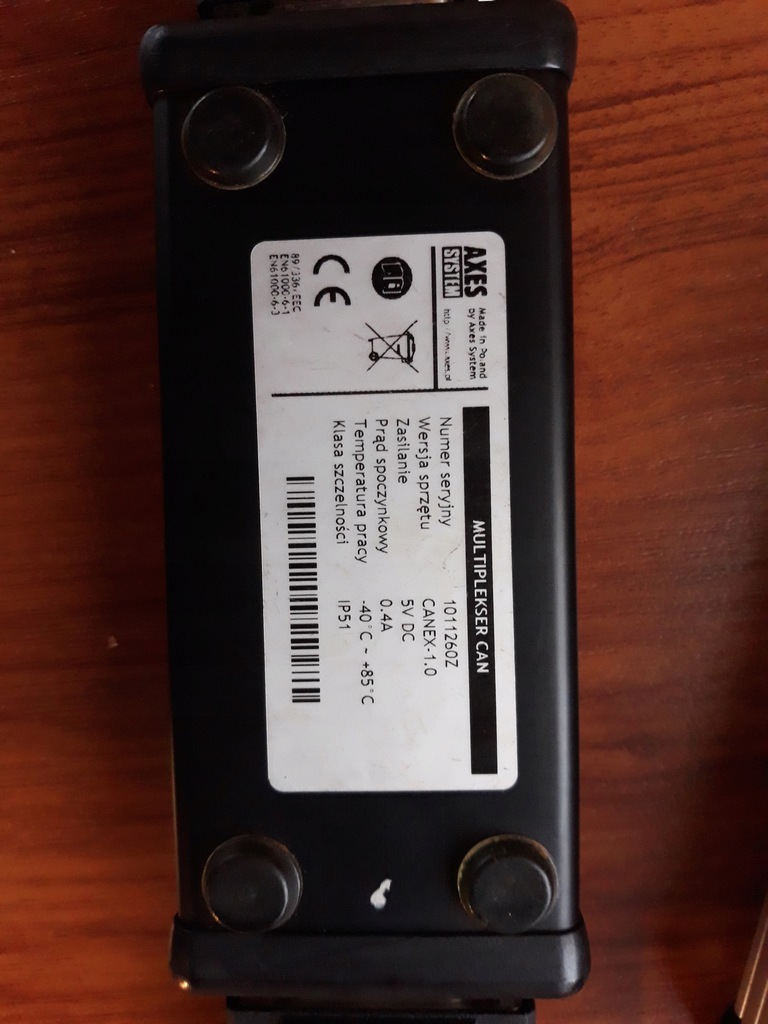 AXES
SYSTEM
Made in Poland
by Axes System
http://www.axes.pl
CE
89/336/EEC
EN61000-6-1
EN61000-6-3
MULTIPLEKSER CAN
Numer seryjny 1011260Z
Wersja sprzętu CANEX-1.0
Zasilanie 5V DC
Prąd spoczynkowy 0.4A
Temperatura pracy -40°C ~ +85°C
Klasa szczelności IP51